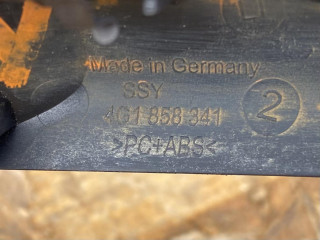 Made in Germany
SSY
4G1 858 341
2
>PC+ABS<